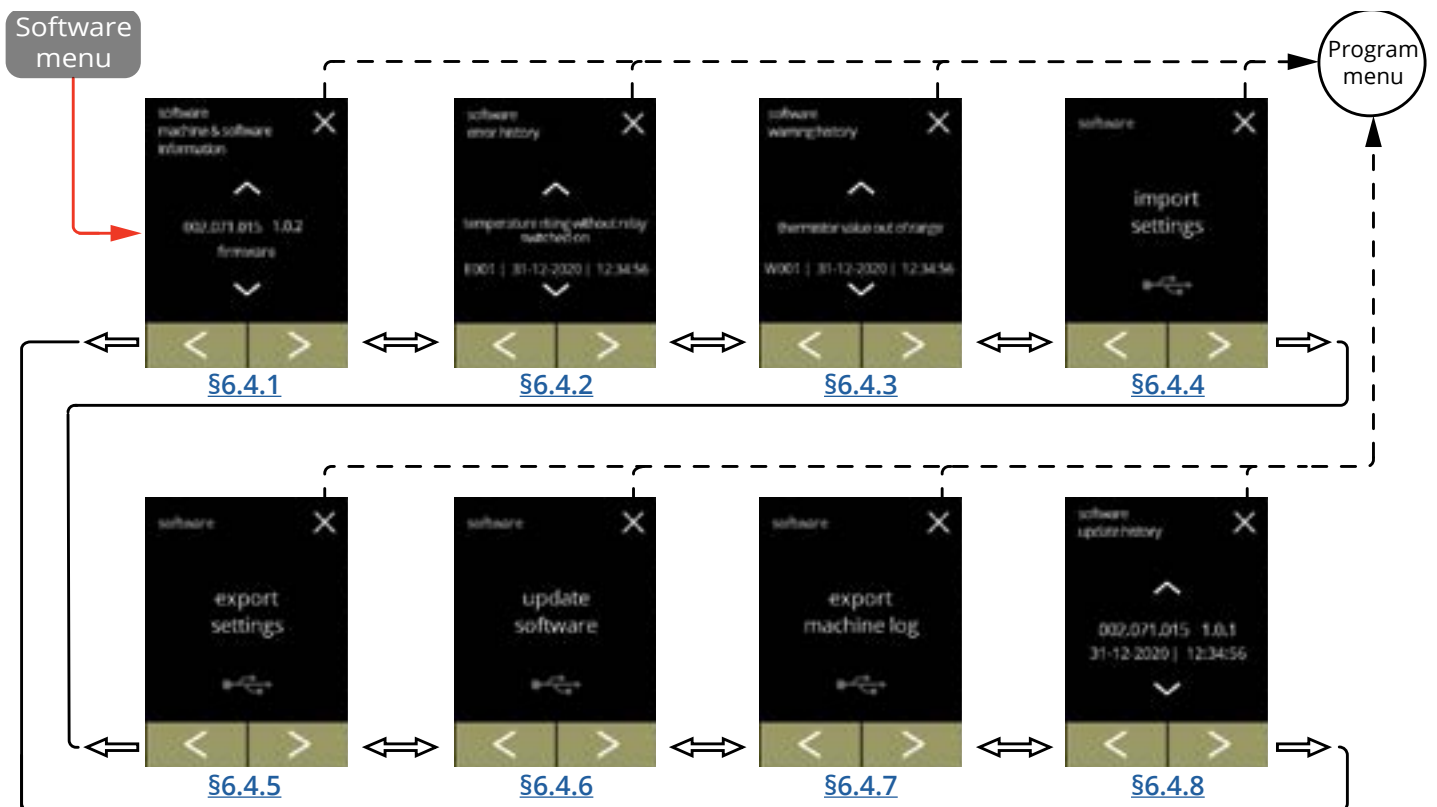 Software
menu
Program
menu
software
machine & software
information
002.071.015 1.0.2
firmware
§6.4.1
software
error history
temperature rising without relay
switched on
E001 | 31-12-2020 | 12:34:56
§6.4.2
software
warning history
thermistor value out of range
W001 | 31-12-2020 | 12:34:56
§6.4.3
software
import
settings
§6.4.4
software
export
settings
§6.4.5
software
update
software
§6.4.6
software
export
machine log
§6.4.7
software
update history
002.071.015 1.0.1
31-12-2020 | 12:34:56
§6.4.8